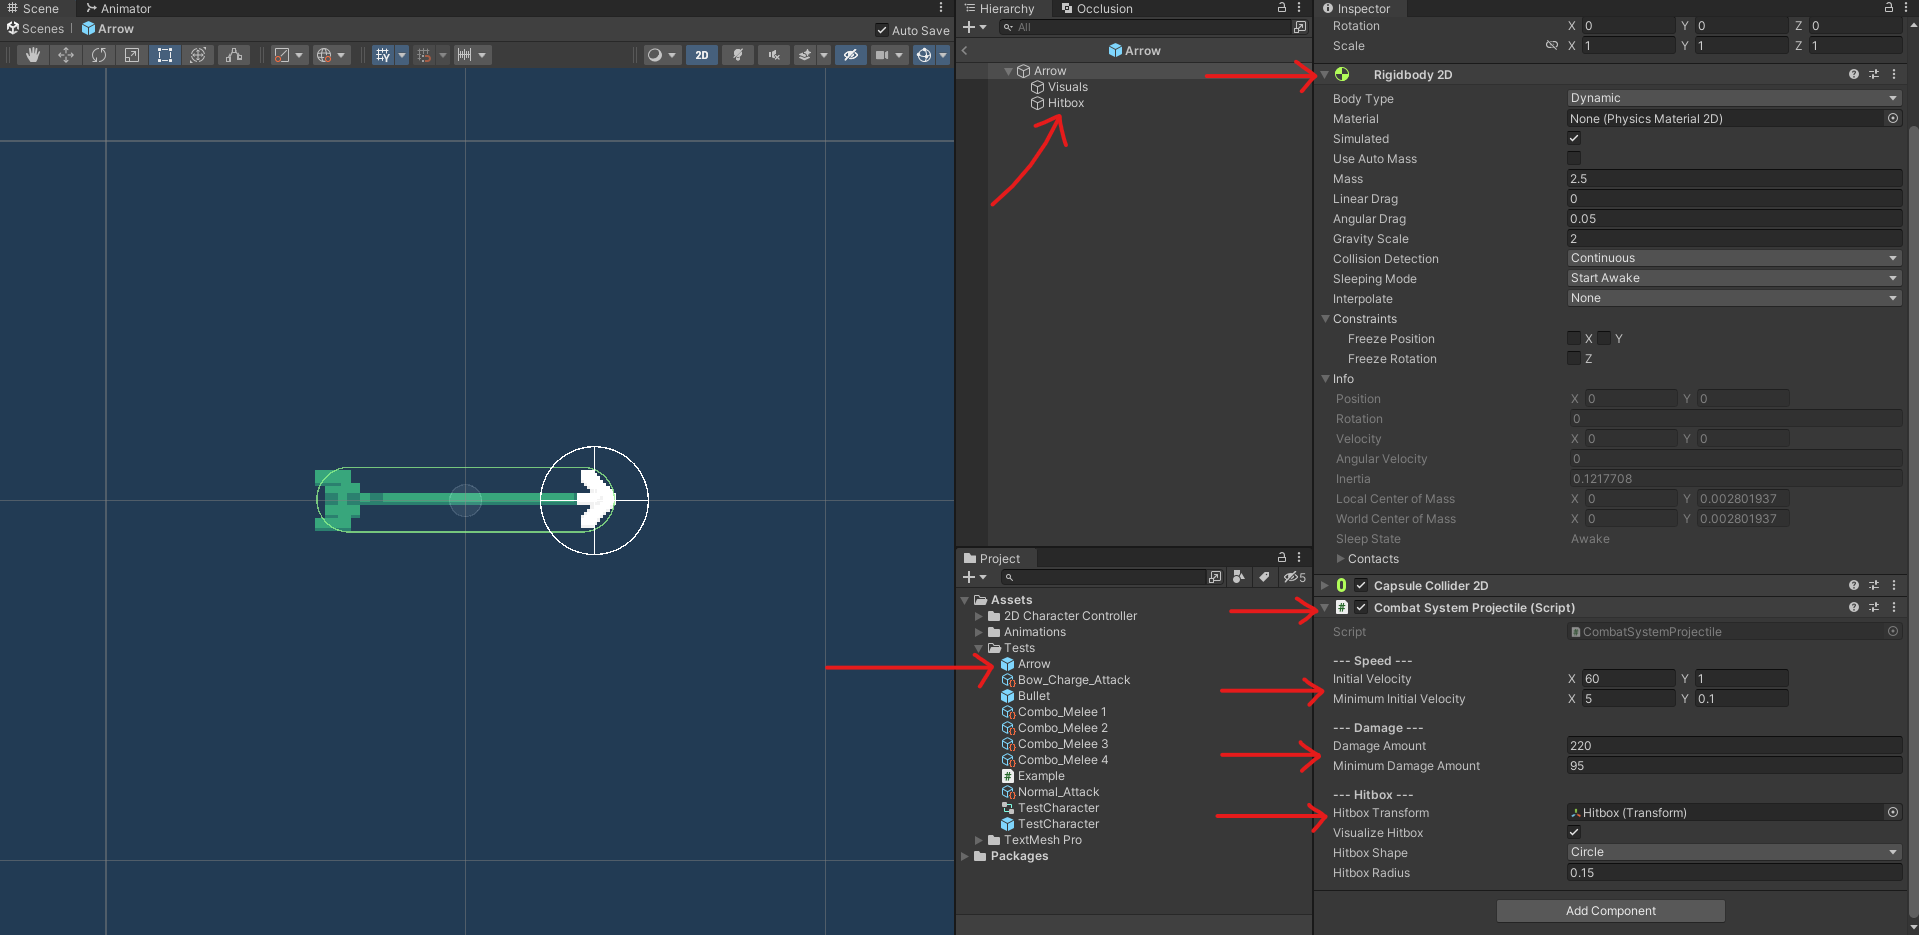 Scene
Animator
Scenes
Arrow
Auto Save
2D
Hierarchy
Occlusion
All
Arrow
Arrow
Visuals
Hitbox
Project
5
Assets
2D Character Controller
Animations
Tests
Arrow
Bow_Charge_Attack
Bullet
Combo_Melee 1
Combo_Melee 2
Combo_Melee 3
Combo_Melee 4
Example
Normal_Attack
TestCharacter
TestCharacter
TextMesh Pro
Packages
Inspector
Rotation X 0 Y 0 Z 0
Scale X 1 Y 1 Z 1
Rigidbody 2D
Body Type Dynamic
Material None (Physics Material 2D)
Simulated
Use Auto Mass
Mass 2.5
Linear Drag 0
Angular Drag 0.05
Gravity Scale 2
Collision Detection Continuous
Sleeping Mode Start Awake
Interpolate None
Constraints
Freeze Position X Y
Freeze Rotation Z
Info
Position X 0 Y 0
Rotation 0
Velocity X 0 Y 0
Angular Velocity 0
Inertia 0.1217708
Local Center of Mass X 0 Y 0.002801937
World Center of Mass X 0 Y 0.002801937
Sleep State Awake
Contacts
Capsule Collider 2D
# Combat System Projectile (Script)
Script CombatSystemProjectile
--- Speed ---
Initial Velocity X 60 Y 1
Minimum Initial Velocity X 5 Y 0.1
--- Damage ---
Damage Amount 220
Minimum Damage Amount 95
--- Hitbox ---
Hitbox Transform Hitbox (Transform)
Visualize Hitbox
Hitbox Shape Circle
Hitbox Radius 0.15
Add Component